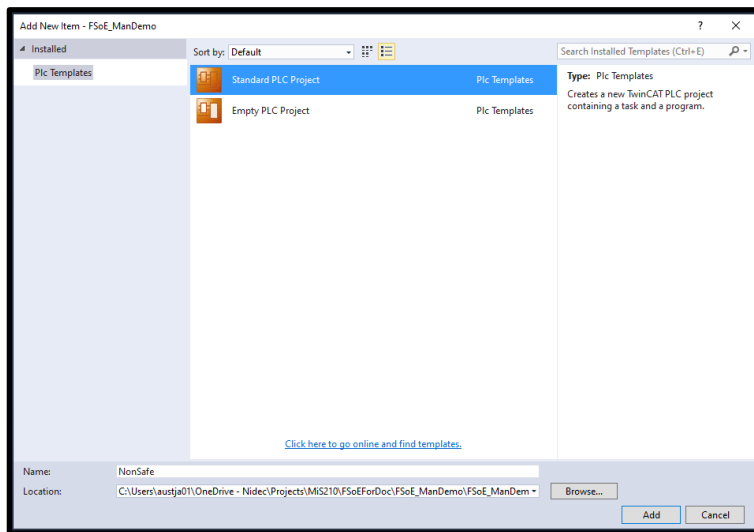 Add New Item - FSoE_ManDemo
Installed
Sort by: Default
Search Installed Templates (Ctrl+E)
Plc Templates
Standard PLC Project Plc Templates
Type: Plc Templates
Creates a new TwinCAT PLC project
containing a task and a program.
Empty PLC Project Plc Templates
Click here to go online and find templates.
Name: NonSafe
Location: C:\Users\austja01\OneDrive - Nidec\Projects\MiS210\FSoEForDoc\FSoE_ManDemo\FSoE_ManDem Browse...
Add Cancel